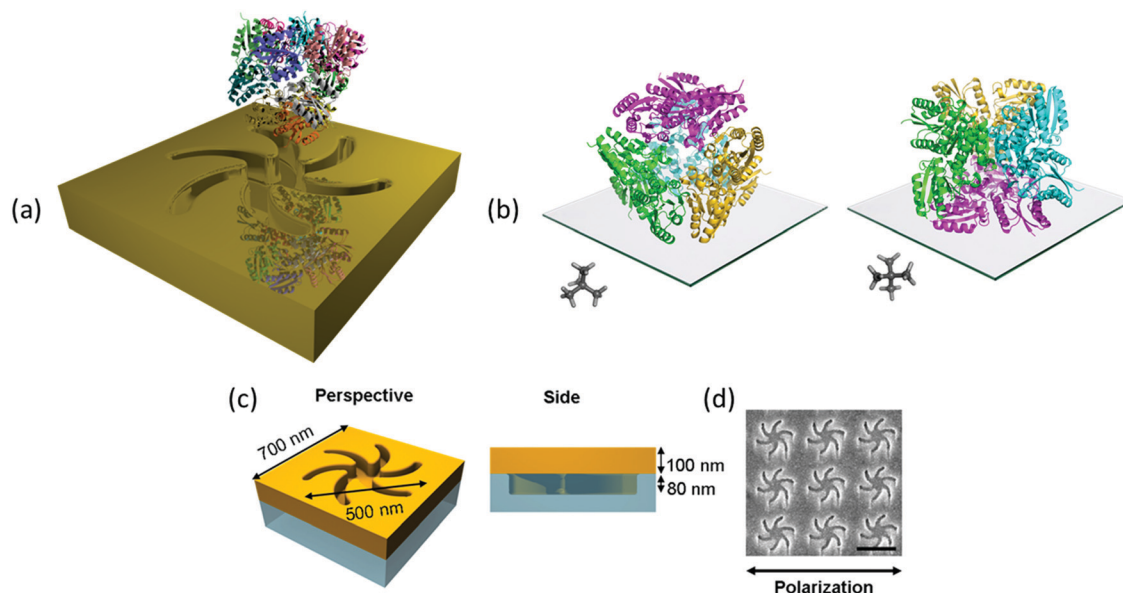 (a)
(b)
(c)
Perspective
700 nm
500 nm
Side
100 nm
80 nm
(d)
Polarization